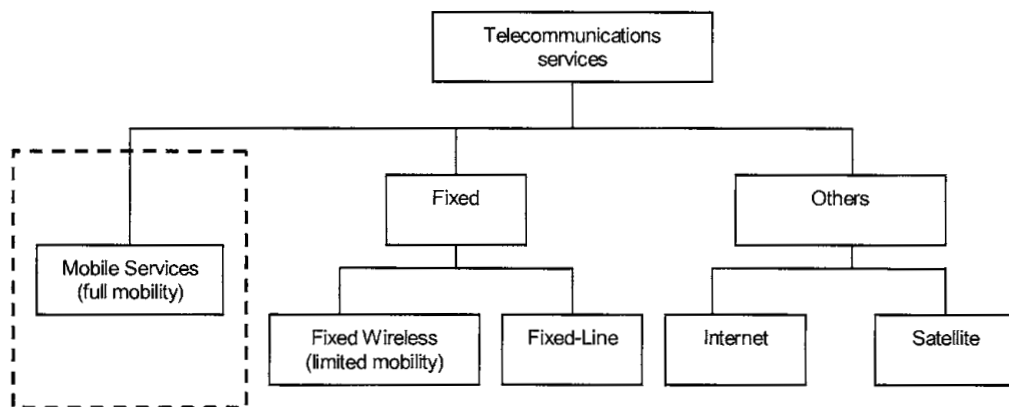 Telecommunications
services
Fixed
Others
Mobile Services
(full mobility)
Fixed Wireless
(limited mobility)
Fixed-Line
Internet
Satellite